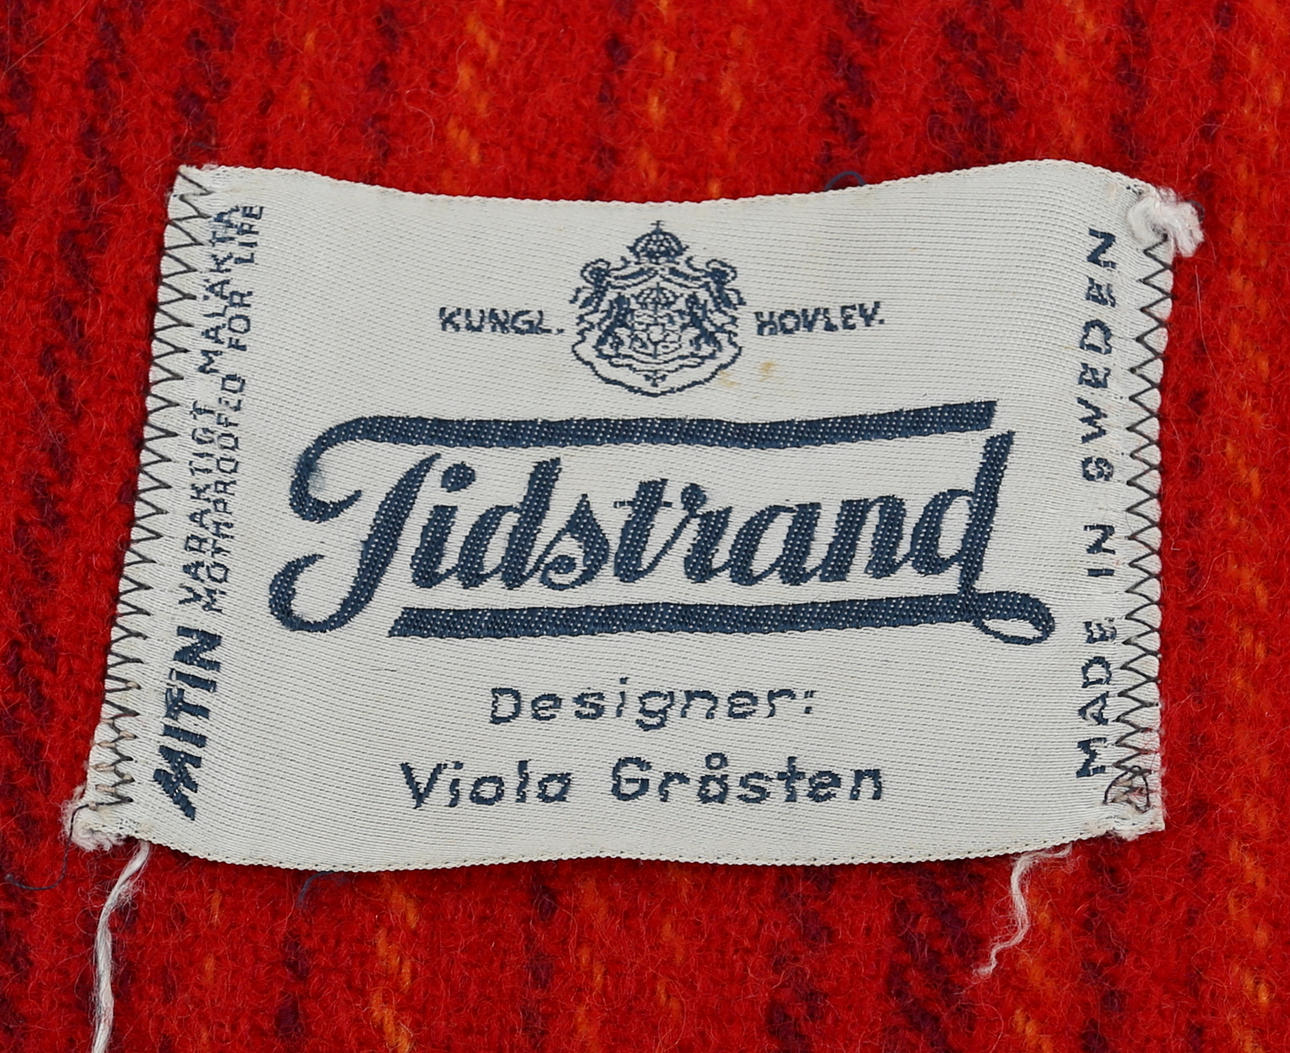 KUNGL. HOVLEV.
Tidstrand
Designer:
Viola Gråsten
MITIN VARAKTIGT MALÄKTA
MOTHPROOFED FOR LIFE
MADE IN SWEDEN